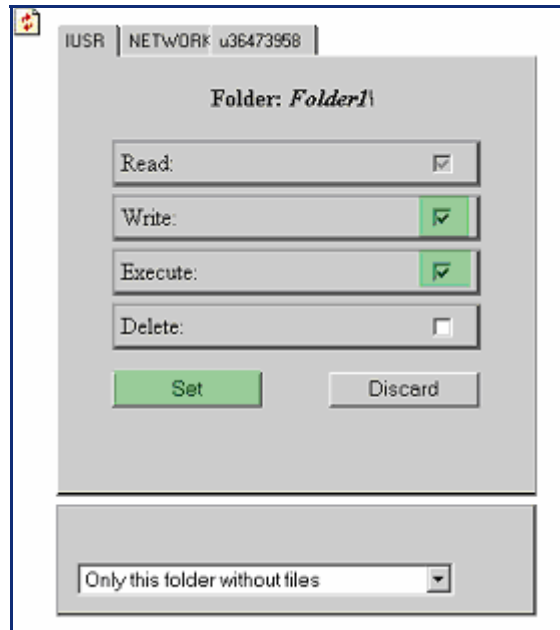 IUSR NETWORK u36473958
Folder: Folder1\
Read:
Write:
Execute:
Delete:
Set Discard
Only this folder without files